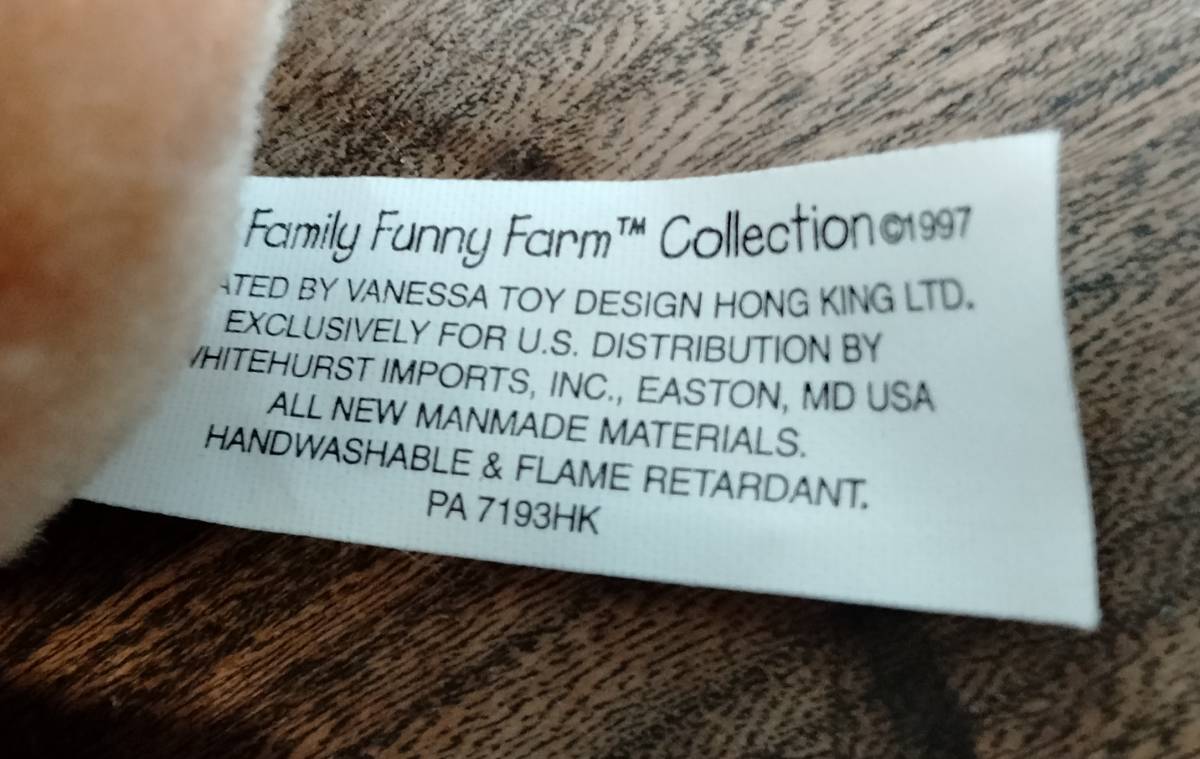 Family Funny Farm™ Collection ©1997
ATED BY VANESSA TOY DESIGN HONG KING LTD.
EXCLUSIVELY FOR U.S. DISTRIBUTION BY
WHITEHURST IMPORTS, INC., EASTON, MD USA
ALL NEW MANMADE MATERIALS.
HANDWASHABLE & FLAME RETARDANT.
PA 7193HK